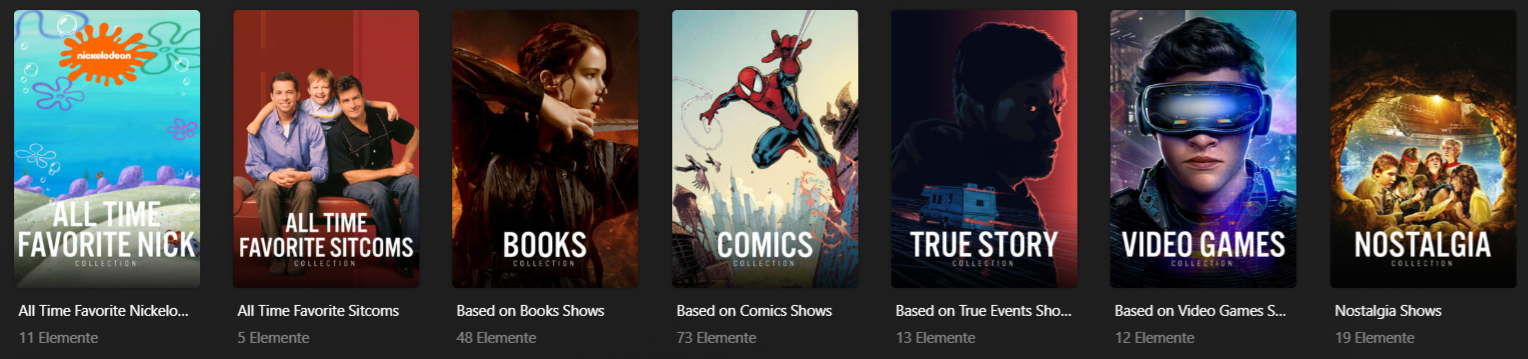 nickelodeon
ALL TIME
FAVORITE NICK
COLLECTION
All Time Favorite Nickelo...
11 Elemente
ALL TIME
FAVORITE SITCOMS
COLLECTION
All Time Favorite Sitcoms
5 Elemente
BOOKS
COLLECTION
Based on Books Shows
48 Elemente
COMICS
COLLECTION
Based on Comics Shows
73 Elemente
TRUE STORY
COLLECTION
Based on True Events Sho...
13 Elemente
VIDEO GAMES
COLLECTION
Based on Video Games S...
12 Elemente
NOSTALGIA
COLLECTION
Nostalgia Shows
19 Elemente